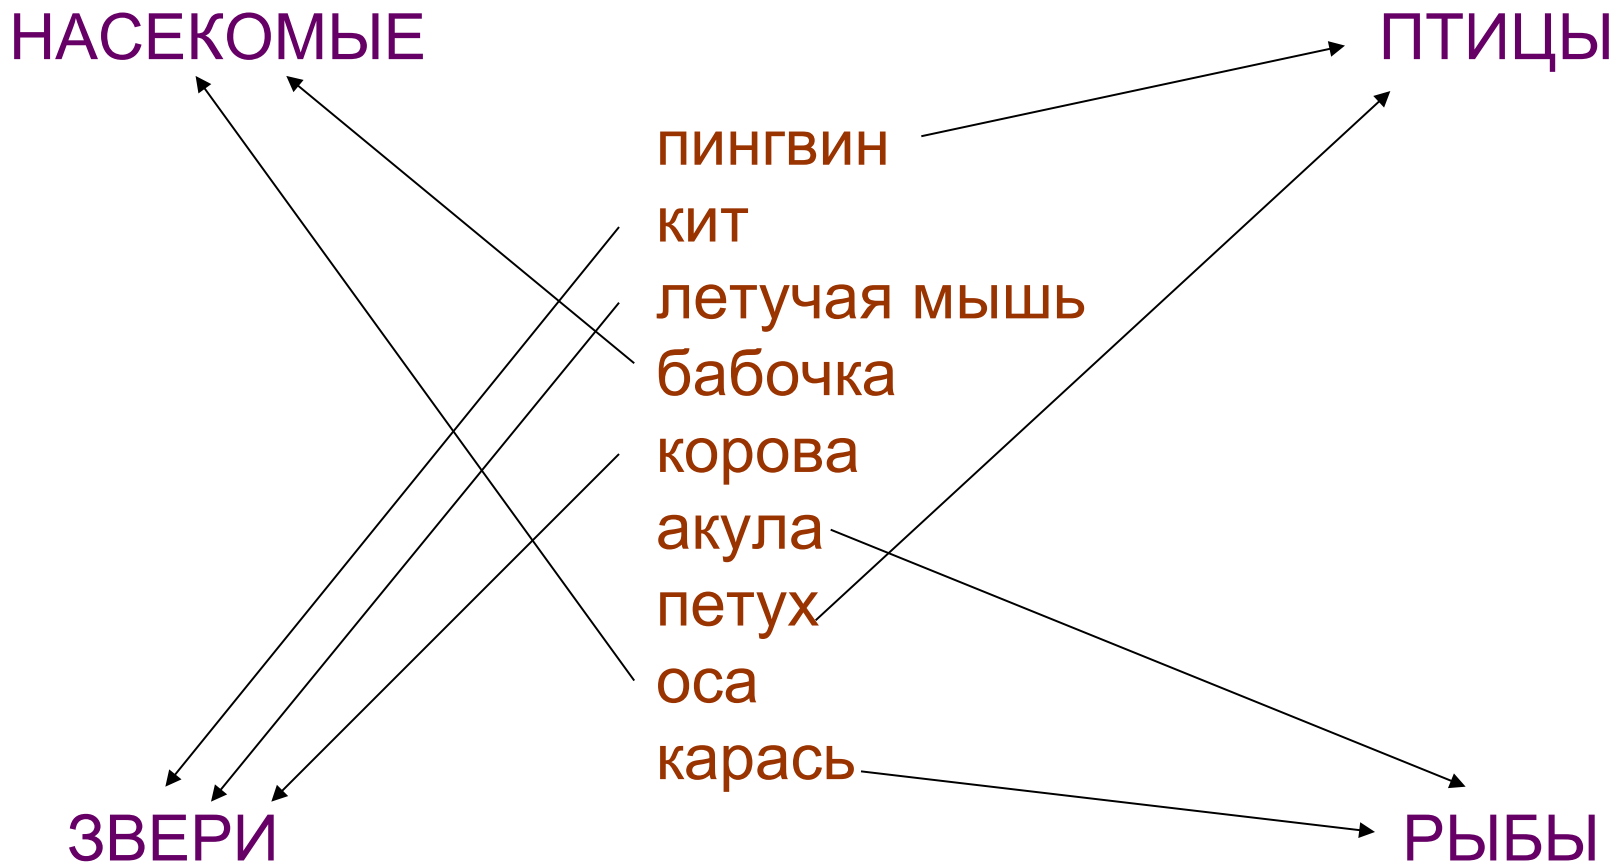 НАСЕКОМЫЕ
ПТИЦЫ
пингвин
кит
летучая мышь
бабочка
корова
акула
петух
оса
карась
ЗВЕРИ
РЫБЫ